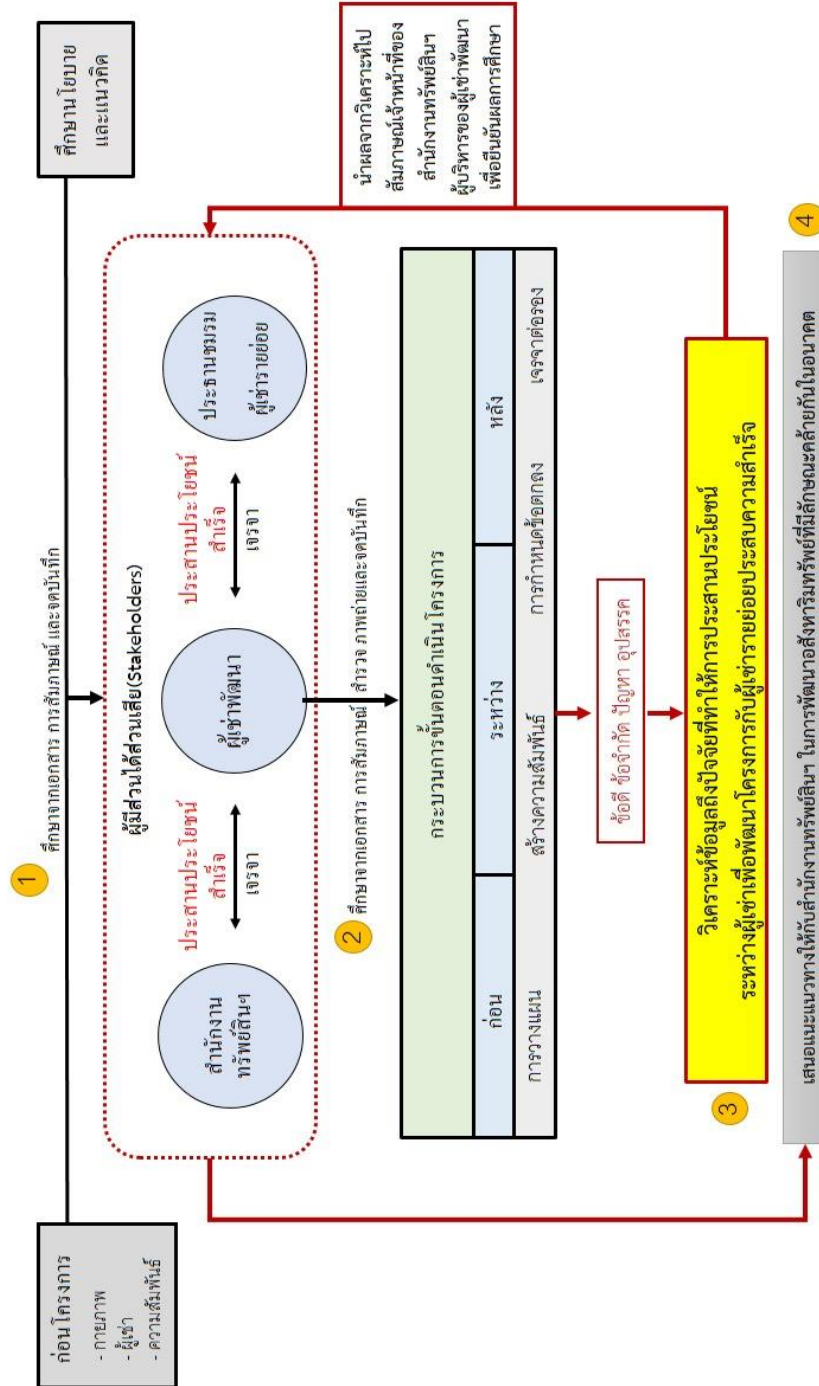 ก่อนโครงการ
- กายภาพ
- ผู้เช่า
- ความสัมพันธ์
ศึกษานโยบาย
และแนวคิด
1
ศึกษาจากเอกสาร การสัมภาษณ์ และจดบันทึก
ผู้มีส่วนได้ส่วนเสีย(Stakeholders)
สำนักงาน
ทรัพย์สินฯ
ประสานประโยชน์
สำเร็จ
เจรจา
ผู้เช่าพัฒนา
ประสานประโยชน์
สำเร็จ
เจรจา
ประธานชมรม
ผู้เช่ารายย่อย
2
ศึกษาจากเอกสาร การสัมภาษณ์ สำรวจ ภาพถ่ายและจดบันทึก
กระบวนการขั้นตอนดำเนินโครงการ
ก่อน
ระหว่าง
หลัง
การวางแผน
สร้างความสัมพันธ์
การกำหนดข้อตกลง
เจรจาต่อรอง
ข้อดี ข้อจำกัด ปัญหา อุปสรรค
นำผลจากวิเคราะห์ไป
สัมภาษณ์เจ้าหน้าที่ของ
สำนักงานทรัพย์สินฯ
ผู้บริหารของผู้เช่าพัฒนา
เพื่อยืนยันผลการศึกษา
3
วิเคราะห์ข้อมูลถึงปัจจัยที่ทำให้การประสานประโยชน์
ระหว่างผู้เช่าเพื่อพัฒนาโครงการกับผู้เช่ารายย่อยประสบความสำเร็จ
4
เสนอแนะแนวทางให้กับสำนักงานทรัพย์สินฯ ในการพัฒนาอสังหาริมทรัพย์ที่มีลักษณะคล้ายกันในอนาคต